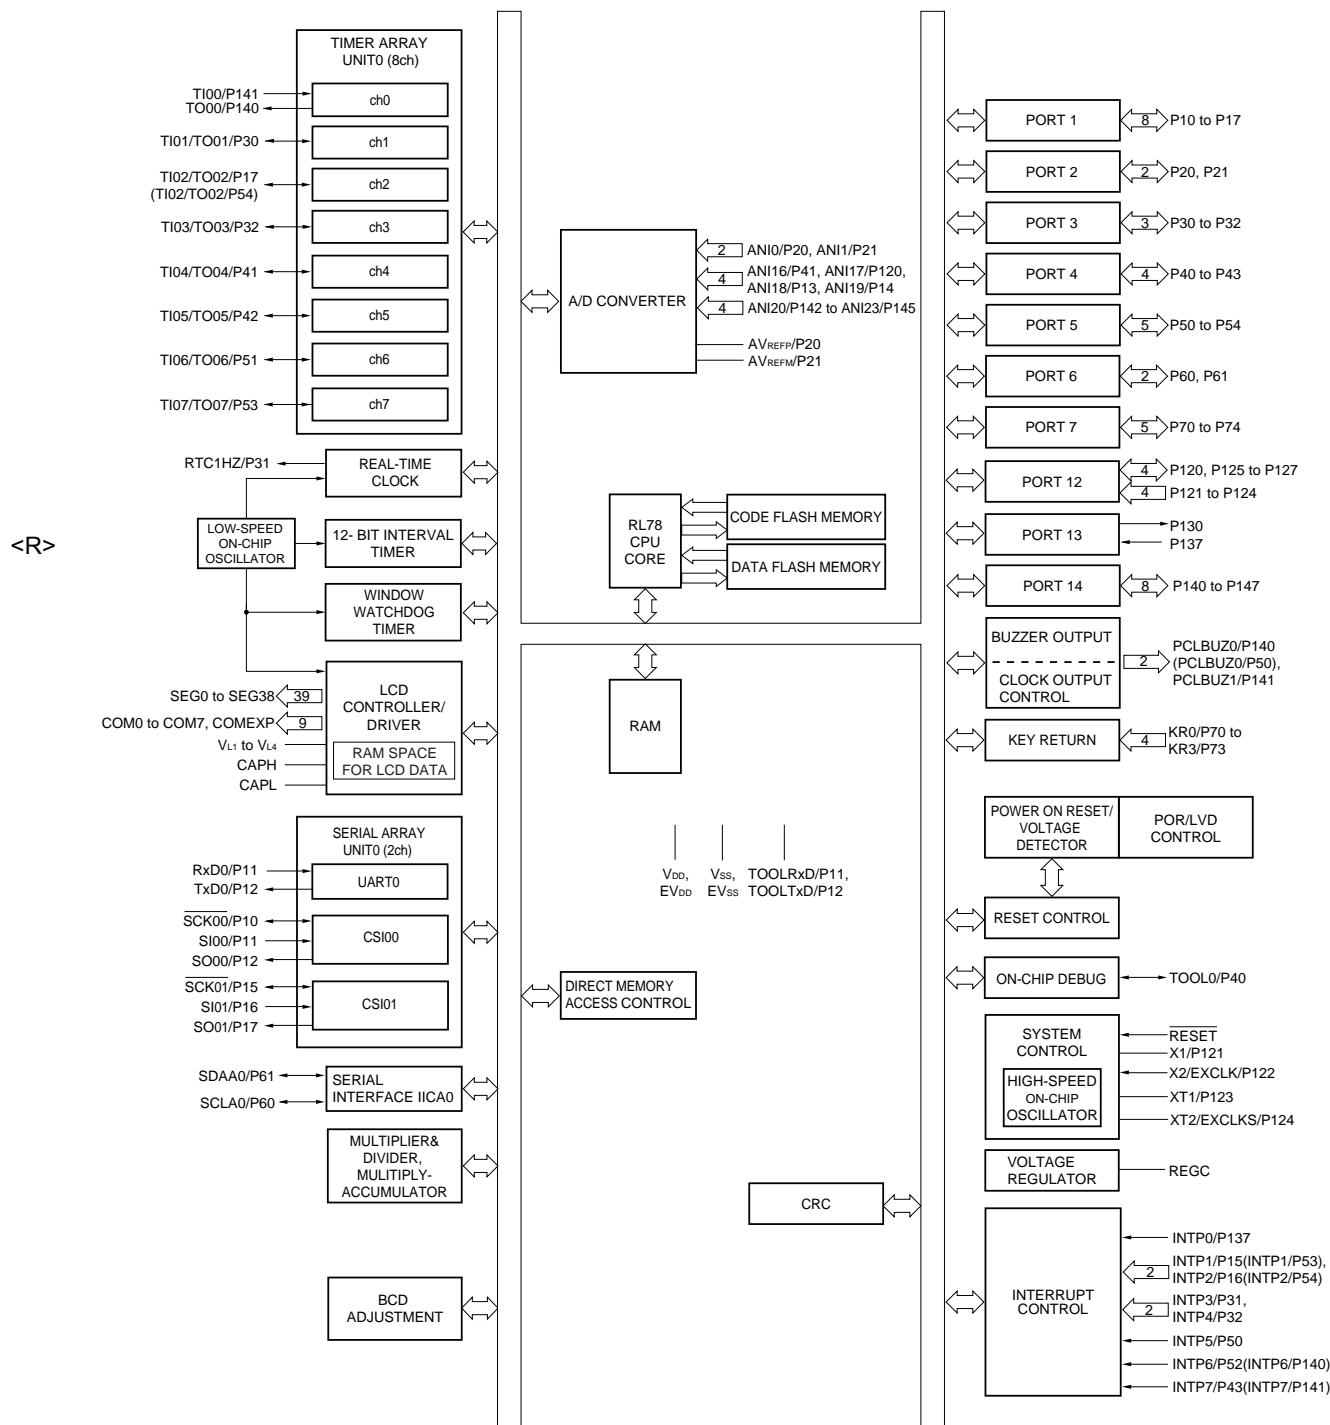 TIMER ARRAY
UNIT0 (8ch)
TI00/P141
TO00/P140
ch0
TI01/TO01/P30
ch1
TI02/TO02/P17
(TI02/TO02/P54)
ch2
TI03/TO03/P32
ch3
TI04/TO04/P41
ch4
TI05/TO05/P42
ch5
TI06/TO06/P51
ch6
TI07/TO07/P53
ch7
RTC1HZ/P31
REAL-TIME
CLOCK
<R>
LOW-SPEED
ON-CHIP
OSCILLATOR
12- BIT INTERVAL
TIMER
WINDOW
WATCHDOG
TIMER
SEG0 to SEG38
39
COM0 to COM7, COMEXP
9
VL1 to VL4
CAPH
CAPL
LCD
CONTROLLER/
DRIVER
RAM SPACE
FOR LCD DATA
SERIAL ARRAY
UNIT0 (2ch)
RxD0/P11
TxD0/P12
UART0
SCK00/P10
SI00/P11
SO00/P12
CSI00
SCK01/P15
SI01/P16
SO01/P17
CSI01
SDAA0/P61
SCLA0/P60
SERIAL
INTERFACE IICA0
MULTIPLIER&
DIVIDER,
MULITIPLY-
ACCUMULATOR
BCD
ADJUSTMENT
A/D CONVERTER
2
ANI0/P20, ANI1/P21
4
ANI16/P41, ANI17/P120,
ANI18/P13, ANI19/P14
4
ANI20/P142 to ANI23/P145
AVREFP/P20
AVREFM/P21
RL78
CPU
CORE
CODE FLASH MEMORY
DATA FLASH MEMORY
RAM
VDD,
EVDD
VSS,
EVSS
TOOLRxD/P11,
TOOLTxD/P12
DIRECT MEMORY
ACCESS CONTROL
CRC
PORT 1
8
P10 to P17
PORT 2
2
P20, P21
PORT 3
3
P30 to P32
PORT 4
4
P40 to P43
PORT 5
5
P50 to P54
PORT 6
2
P60, P61
PORT 7
5
P70 to P74
PORT 12
4
P120, P125 to P127
4
P121 to P124
PORT 13
P130
P137
PORT 14
8
P140 to P147
BUZZER OUTPUT
CLOCK OUTPUT
CONTROL
2
PCLBUZ0/P140
(PCLBUZ0/P50),
PCLBUZ1/P141
KEY RETURN
4
KR0/P70 to
KR3/P73
POWER ON RESET/
VOLTAGE
DETECTOR
POR/LVD
CONTROL
RESET CONTROL
ON-CHIP DEBUG
TOOL0/P40
SYSTEM
CONTROL
HIGH-SPEED
ON-CHIP
OSCILLATOR
RESET
X1/P121
X2/EXCLK/P122
XT1/P123
XT2/EXCLKS/P124
VOLTAGE
REGULATOR
REGC
INTERRUPT
CONTROL
INTP0/P137
2
INTP1/P15(INTP1/P53),
INTP2/P16(INTP2/P54)
2
INTP3/P31,
INTP4/P32
INTP5/P50
INTP6/P52(INTP6/P140)
INTP7/P43(INTP7/P141)